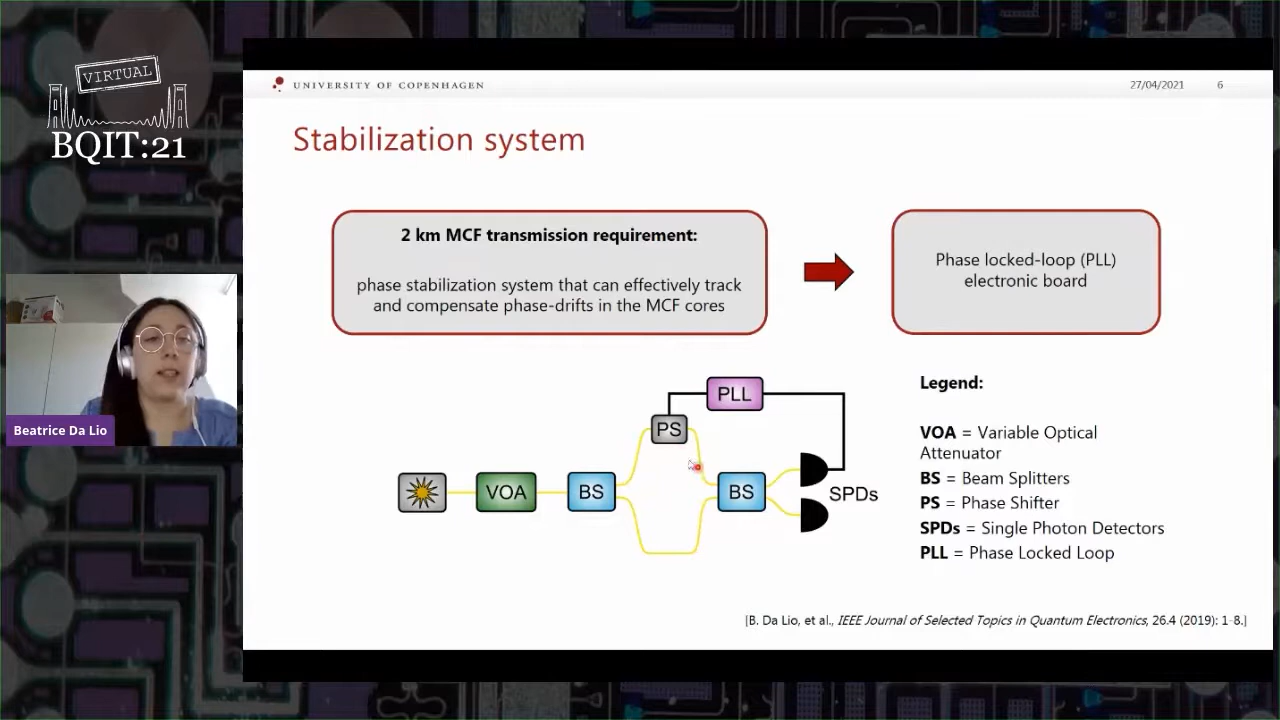 VIRTUAL
BQIT:21
UNIVERSITY OF COPENHAGEN
27/04/2021
6
Stabilization system
2 km MCF transmission requirement:
phase stabilization system that can effectively track
and compensate phase-drifts in the MCF cores
Phase locked-loop (PLL)
electronic board
PLL
PS
VOA
BS
BS
SPDs
Legend:
VOA = Variable Optical
Attenuator
BS = Beam Splitters
PS = Phase Shifter
SPDs = Single Photon Detectors
PLL = Phase Locked Loop
Beatrice Da Lio
[B. Da Lio, et al., IEEE Journal of Selected Topics in Quantum Electronics, 26.4 (2019): 1-8.]